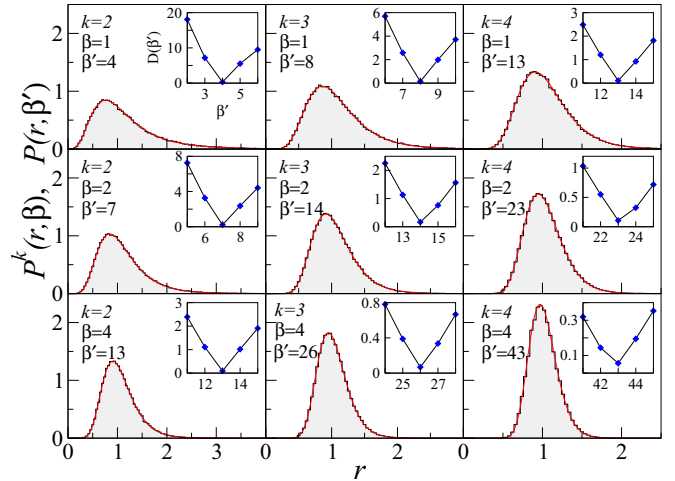 P^k(r,β), P(r,β′)
2
1
0
k=2
β=1
β′=4
20
10
0
D(β′)
3 5
β′
k=3
β=1
β′=8
6
4
2
0
7 9
k=4
β=1
β′=13
2
1
0
12 14
2
1
0
k=2
β=2
β′=7
8
4
0
6 8
k=3
β=2
β′=14
2
1
0
13 15
k=4
β=2
β′=23
1
0.5
0
22 24
2
1
0
k=2
β=4
β′=13
3
2
1
0
12 14
k=3
β=4
β′=26
0.8
0.4
0
25 27
k=4
β=4
β′=43
0.3
0.1
42 44
0 1 2 3 0 1 2 0 1 2
r